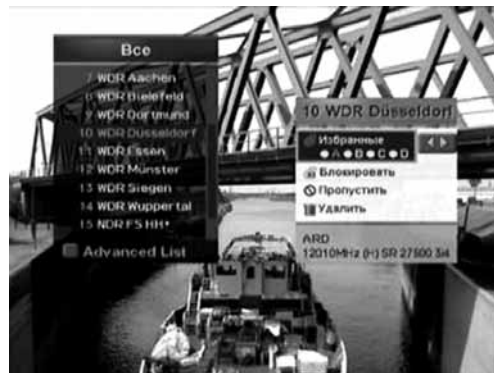 Все
7 WDR Aachen
8 WDR Bielefeld
9 WDR Dortmund
10 WDR Düsseldorf
11 WDR Essen
12 WDR Münster
13 WDR Siegen
14 WDR Wuppertal
15 NDR FS HH•
Advanced List
10 WDR Düsseldorf
Избранные
A B C D
Блокировать
Пропустить
Удалить
ARD
12010MHz (H) SR 27500 3/4